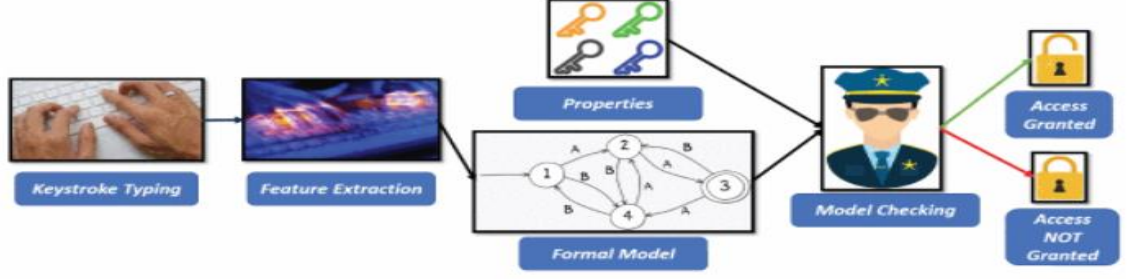 Keystroke Typing
Feature Extraction
Properties
1
A
2
B
B
B
B
A
A
3
4
A
Formal Model
Model Checking
Access
Granted
Access
NOT
Granted